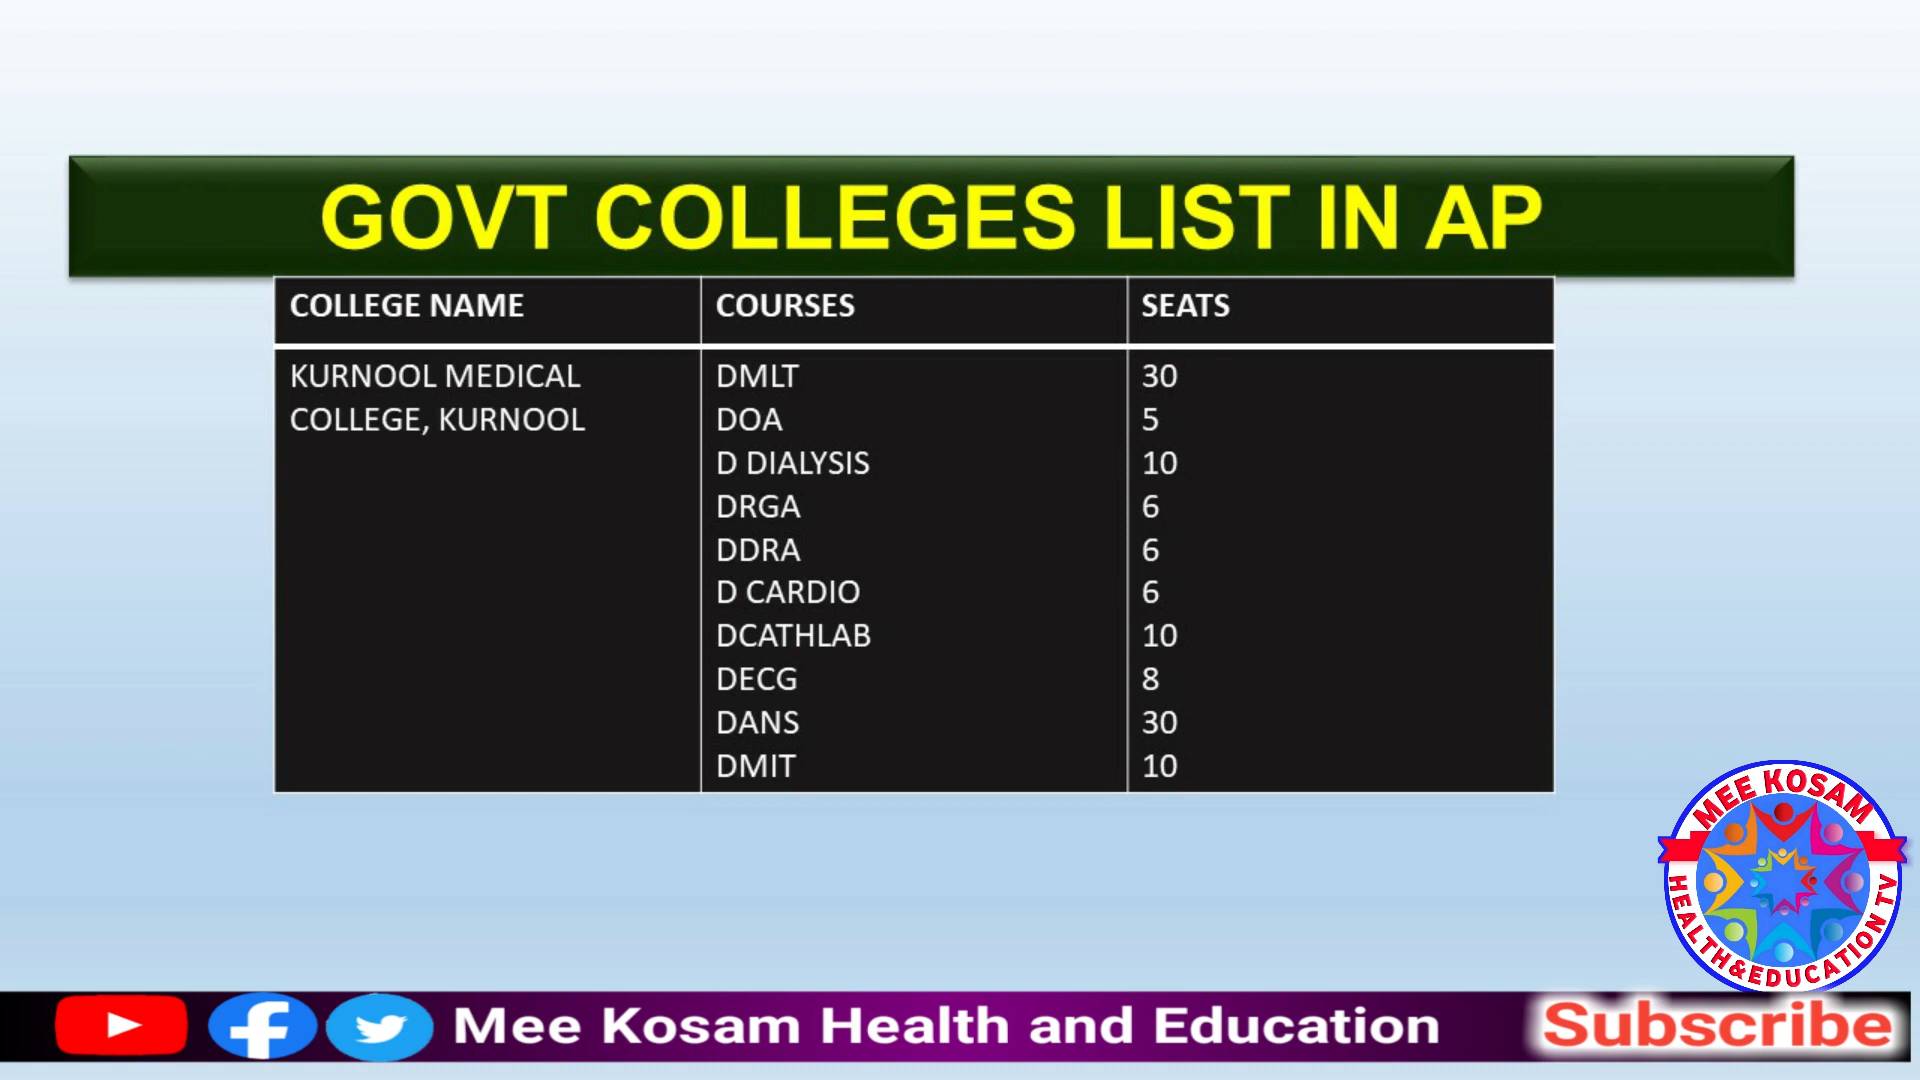 GOVT COLLEGES LIST IN AP
COLLEGE NAME COURSES SEATS
KURNOOL MEDICAL DMLT 30
COLLEGE, KURNOOL DOA 5
D DIALYSIS 10
DRGA 6
DDRA 6
D CARDIO 6
DCATHLAB 10
DECG 8
DANS 30
DMIT 10
MEE KOSAM
HEALTH&EDUCATION TV
Mee Kosam Health and Education Subscribe